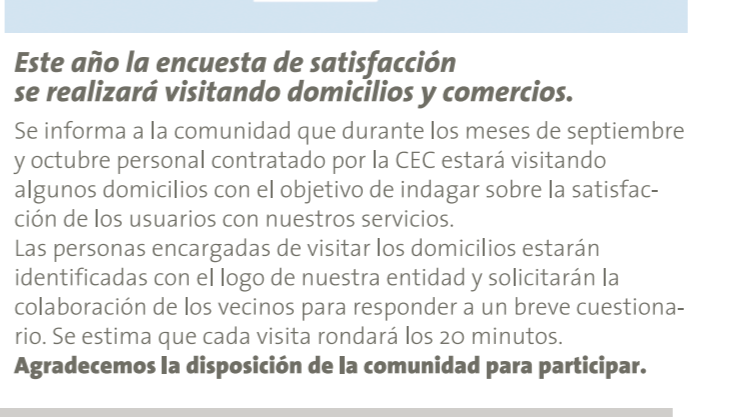 Este año la encuesta de satisfacción
se realizará visitando domicilios y comercios.
Se informa a la comunidad que durante los meses de septiembre
y octubre personal contratado por la CEC estará visitando
algunos domicilios con el objetivo de indagar sobre la satisfac-
ción de los usuarios con nuestros servicios.
Las personas encargadas de visitar los domicilios estarán
identificadas con el logo de nuestra entidad y solicitarán la
colaboración de los vecinos para responder a un breve cuestiona-
rio. Se estima que cada visita rondará los 20 minutos.
Agradecemos la disposición de la comunidad para participar.